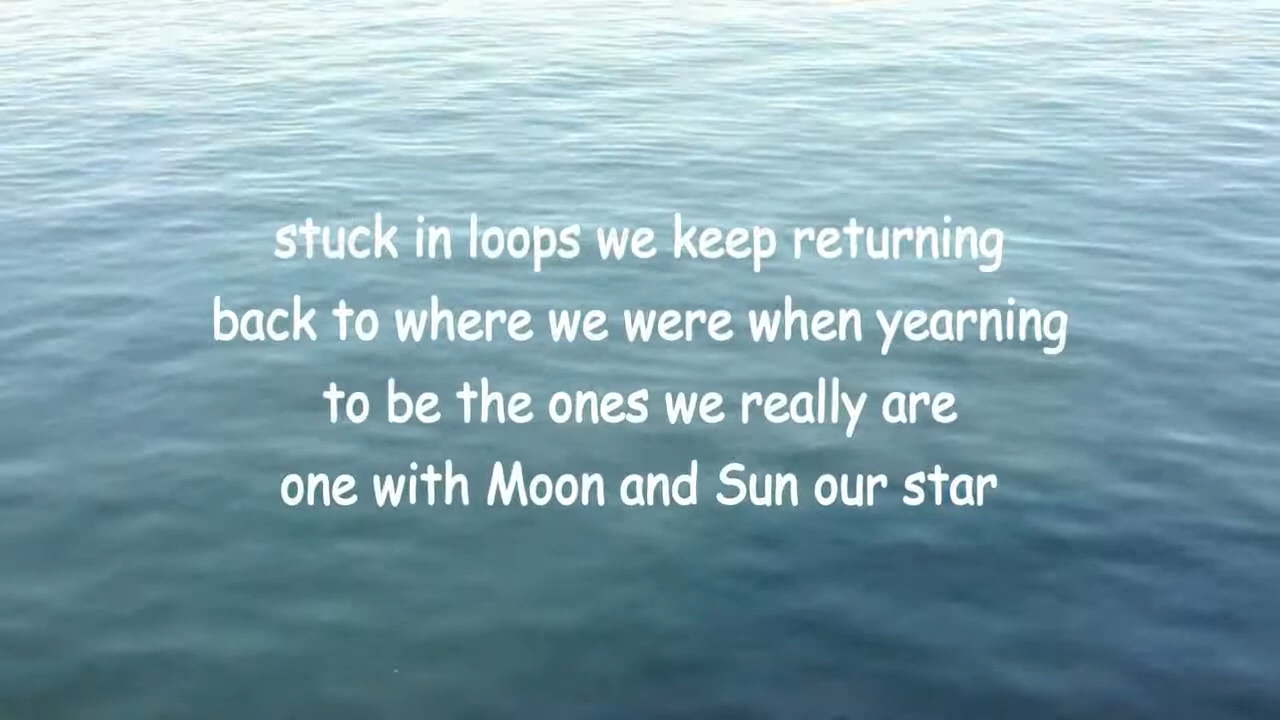 stuck in loops we keep returning
back to where we were when yearning
to be the ones we really are
one with Moon and Sun our star